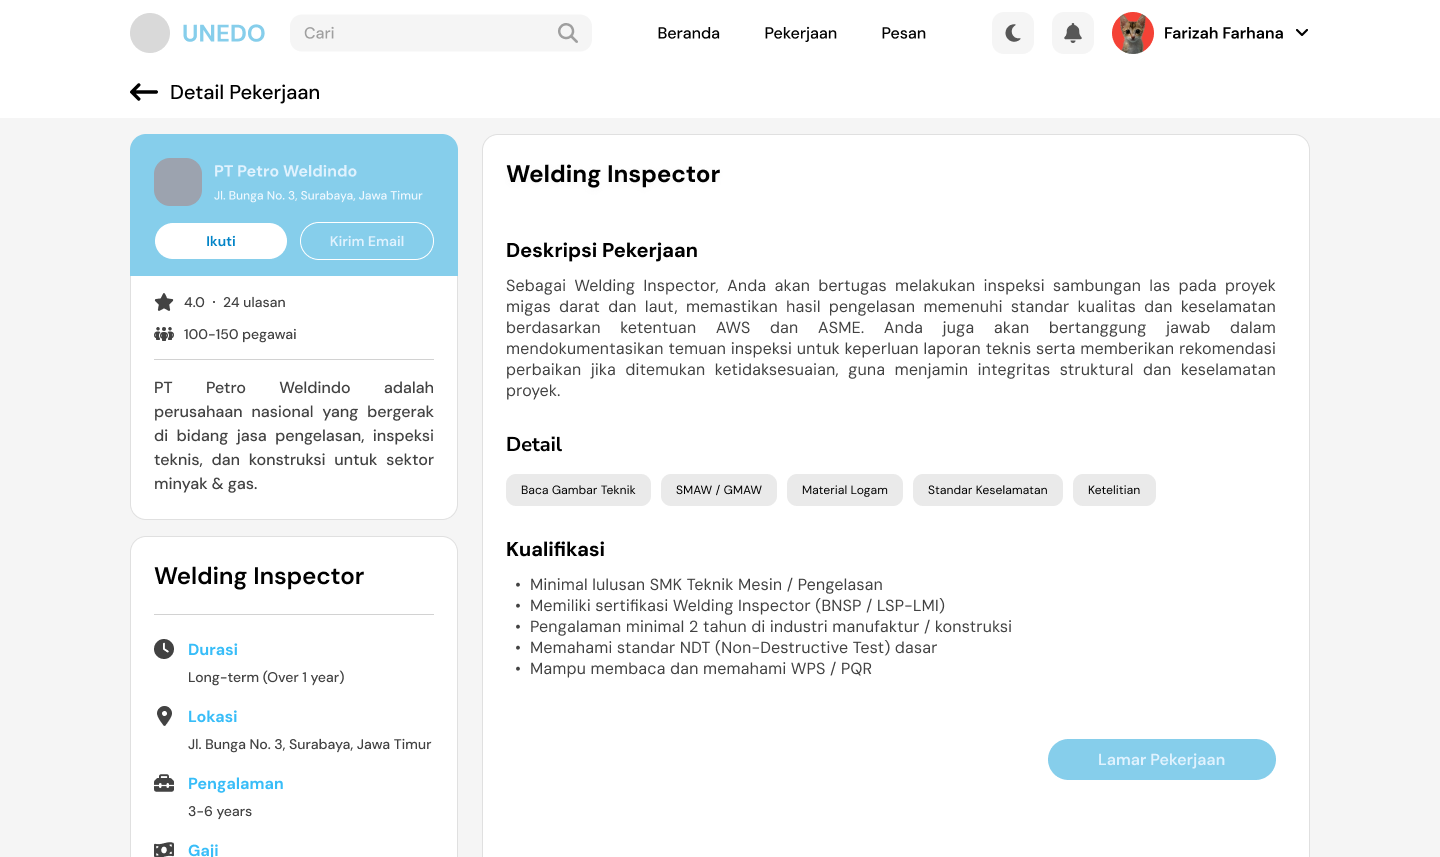 UNEDO
Cari
Beranda
Pekerjaan
Pesan
Farizah Farhana
Detail Pekerjaan
PT Petro Weldindo
Jl. Bunga No. 3, Surabaya, Jawa Timur
Ikuti
Kirim Email
4.0 · 24 ulasan
100-150 pegawai
PT Petro Weldindo adalah
perusahaan nasional yang bergerak
di bidang jasa pengelasan, inspeksi
teknis, dan konstruksi untuk sektor
minyak & gas.
Welding Inspector
Durasi
Long-term (Over 1 year)
Lokasi
Jl. Bunga No. 3, Surabaya, Jawa Timur
Pengalaman
3-6 years
Gaji
Welding Inspector
Deskripsi Pekerjaan
Sebagai Welding Inspector, Anda akan bertugas melakukan inspeksi sambungan las pada proyek
migas darat dan laut, memastikan hasil pengelasan memenuhi standar kualitas dan keselamatan
berdasarkan ketentuan AWS dan ASME. Anda juga akan bertanggung jawab dalam
mendokumentasikan temuan inspeksi untuk keperluan laporan teknis serta memberikan rekomendasi
perbaikan jika ditemukan ketidaksesuaian, guna menjamin integritas struktural dan keselamatan
proyek.
Detail
Baca Gambar Teknik
SMAW / GMAW
Material Logam
Standar Keselamatan
Ketelitian
Kualifikasi
• Minimal lulusan SMK Teknik Mesin / Pengelasan
• Memiliki sertifikasi Welding Inspector (BNSP / LSP-LMI)
• Pengalaman minimal 2 tahun di industri manufaktur / konstruksi
• Memahami standar NDT (Non-Destructive Test) dasar
• Mampu membaca dan memahami WPS / PQR
Lamar Pekerjaan